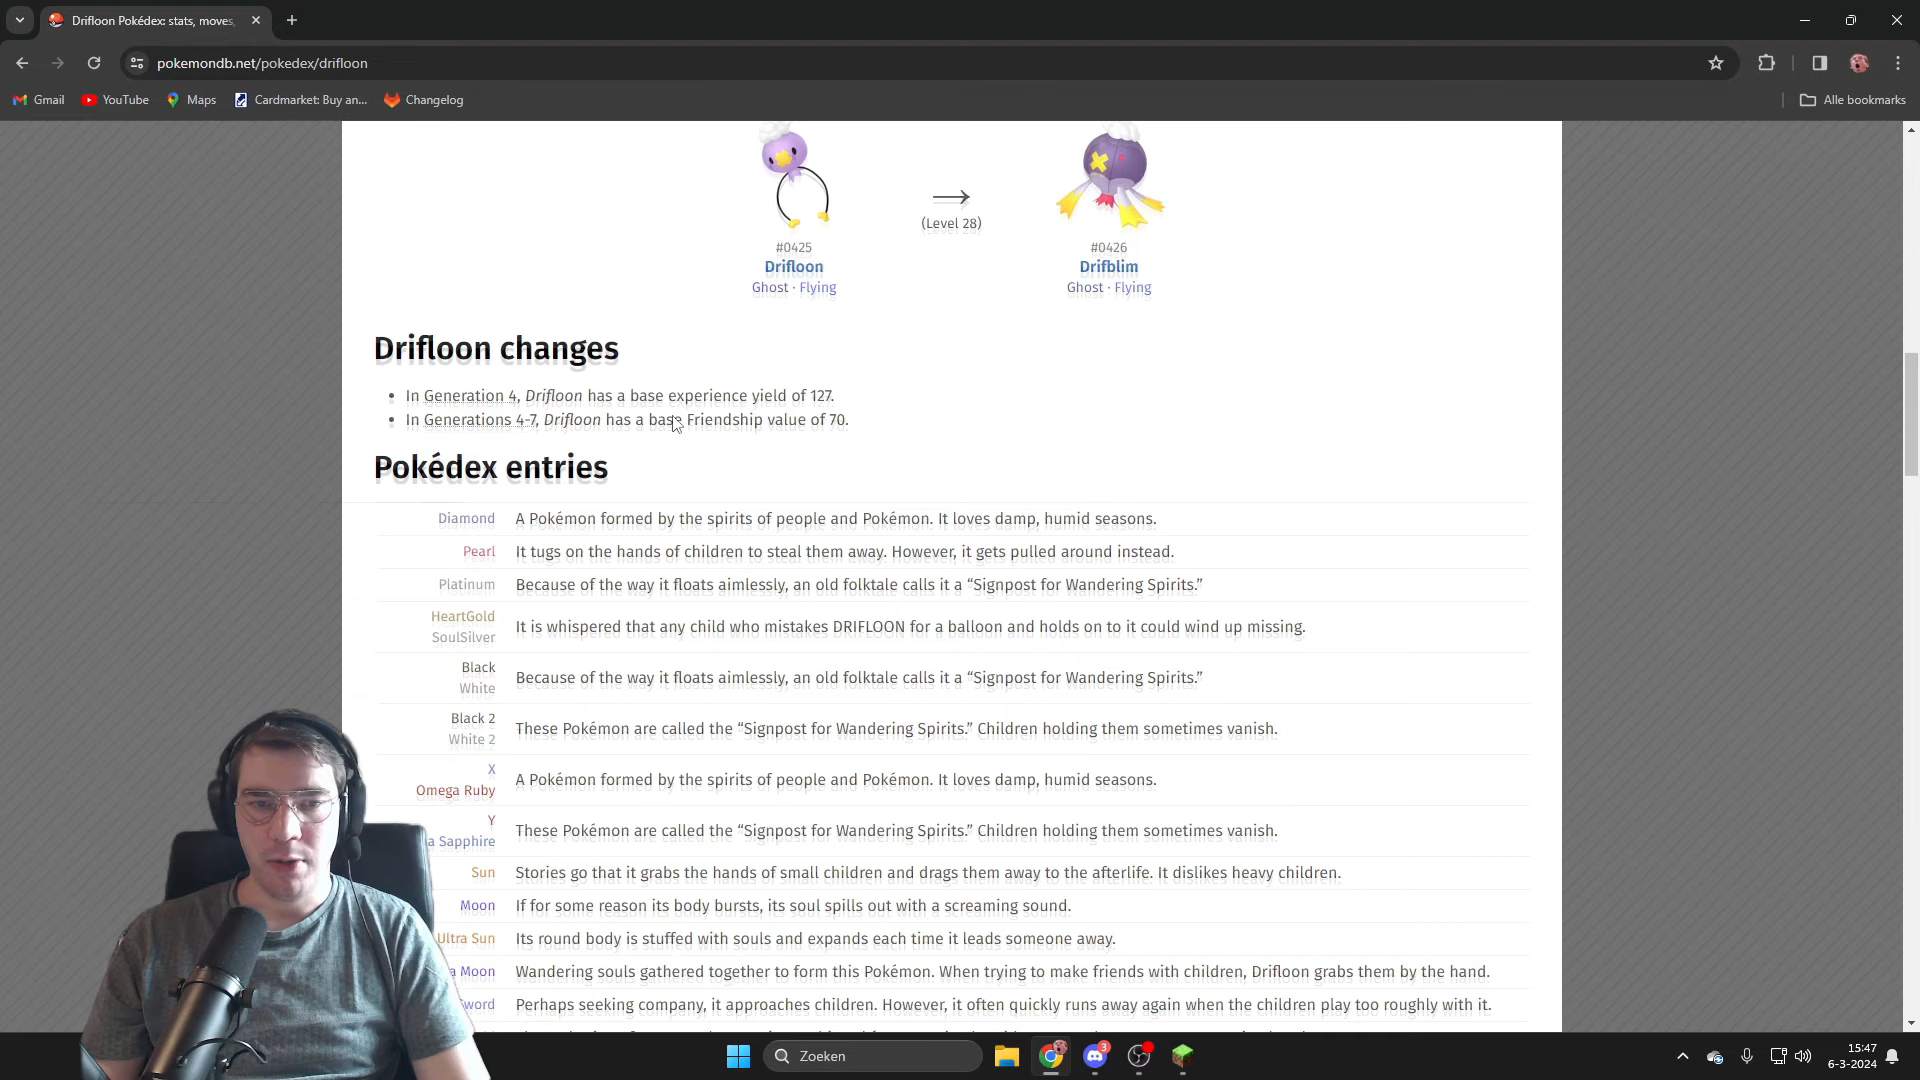 Drifloon Pokédex: stats, moves,
pokemondb.net/pokedex/drifloon
Gmail YouTube Maps Cardmarket: Buy an... Changelog Alle bookmarks
(Level 28)
#0425 #0426
Drifloon Drifblim
Ghost · Flying Ghost · Flying
Drifloon changes
• In Generation 4, Drifloon has a base experience yield of 127.
• In Generations 4-7, Drifloon has a base Friendship value of 70.
Pokédex entries
Diamond A Pokémon formed by the spirits of people and Pokémon. It loves damp, humid seasons.
Pearl It tugs on the hands of children to steal them away. However, it gets pulled around instead.
Platinum Because of the way it floats aimlessly, an old folktale calls it a “Signpost for Wandering Spirits.”
HeartGold
SoulSilver
It is whispered that any child who mistakes DRIFLOON for a balloon and holds on to it could wind up missing.
Black
White
Because of the way it floats aimlessly, an old folktale calls it a “Signpost for Wandering Spirits.”
Black 2
White 2
These Pokémon are called the “Signpost for Wandering Spirits.” Children holding them sometimes vanish.
X
Omega Ruby
A Pokémon formed by the spirits of people and Pokémon. It loves damp, humid seasons.
Y
a Sapphire
These Pokémon are called the “Signpost for Wandering Spirits.” Children holding them sometimes vanish.
Sun Stories go that it grabs the hands of small children and drags them away to the afterlife. It dislikes heavy children.
Moon If for some reason its body bursts, its soul spills out with a screaming sound.
Ultra Sun Its round body is stuffed with souls and expands each time it leads someone away.
a Moon Wandering souls gathered together to form this Pokémon. When trying to make friends with children, Drifloon grabs them by the hand.
Sword Perhaps seeking company, it approaches children. However, it often quickly runs away again when the children play too roughly with it.
Zoeken
3
15:47
6-3-2024